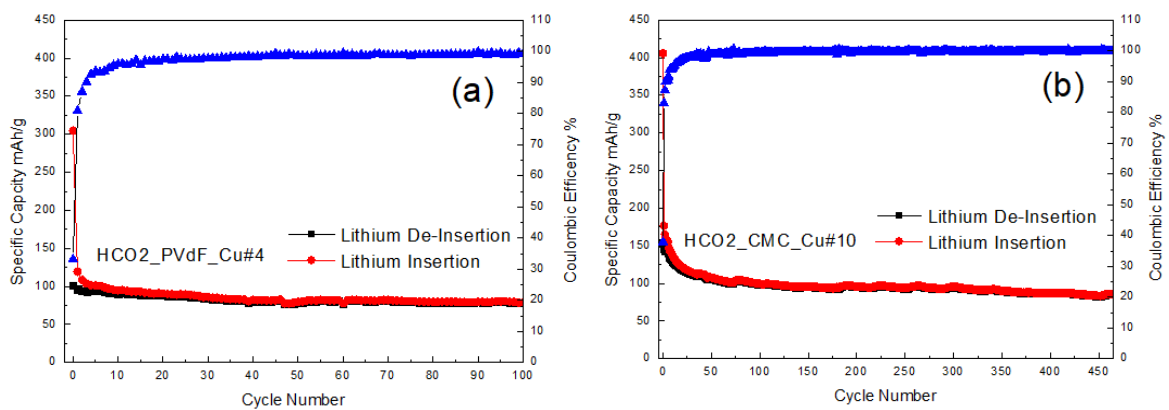 (a)
Specific Capcity mAh/g
450
400
350
300
250
200
150
100
50
0
110
100
90
80
70
60
50
40
30
20
10
0
Coulombic Efficency %
HCO2_PVdF_Cu#4
Lithium De-Insertion
Lithium Insertion
0 10 20 30 40 50 60 70 80 90 100
Cycle Number
(b)
Specific Capacity mAh/g
450
400
350
300
250
200
150
100
50
0
110
100
90
80
70
60
50
40
30
20
10
0
Coulombic Efficency %
Lithium De-Insertion
HCO2_CMC_Cu#10
Lithium Insertion
0 50 100 150 200 250 300 350 400 450
Cycle Number